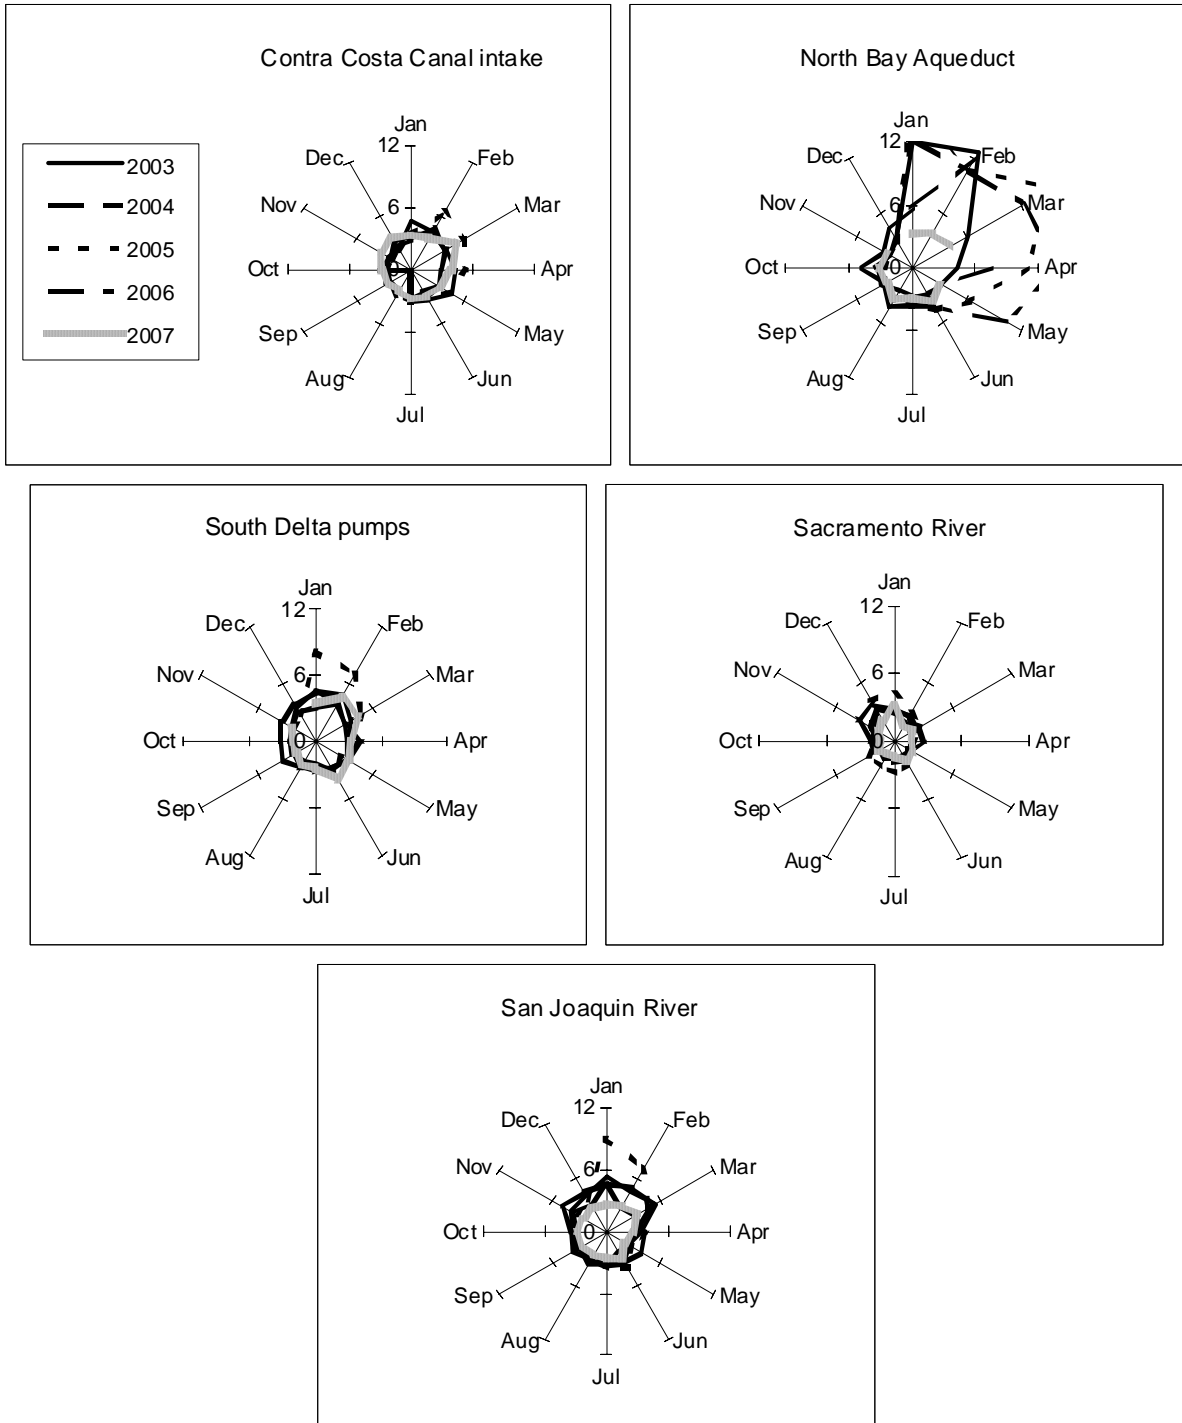 Contra Costa Canal intake
2003
2004
2005
2006
2007
Jan
12
Dec
Feb
6
Nov
Mar
Oct
0
Apr
Sep
May
Aug
Jun
Jul
North Bay Aqueduct
Jan
12
Dec
Feb
6
Nov
Mar
Oct
0
Apr
Sep
May
Aug
Jun
Jul
South Delta pumps
Jan
12
Dec
Feb
6
Nov
Mar
Oct
0
Apr
Sep
May
Aug
Jun
Jul
Sacramento River
Jan
12
Dec
Feb
6
Nov
Mar
Oct
0
Apr
Sep
May
Aug
Jun
Jul
San Joaquin River
Jan
12
Dec
Feb
6
Nov
Mar
Oct
0
Apr
Sep
May
Aug
Jun
Jul